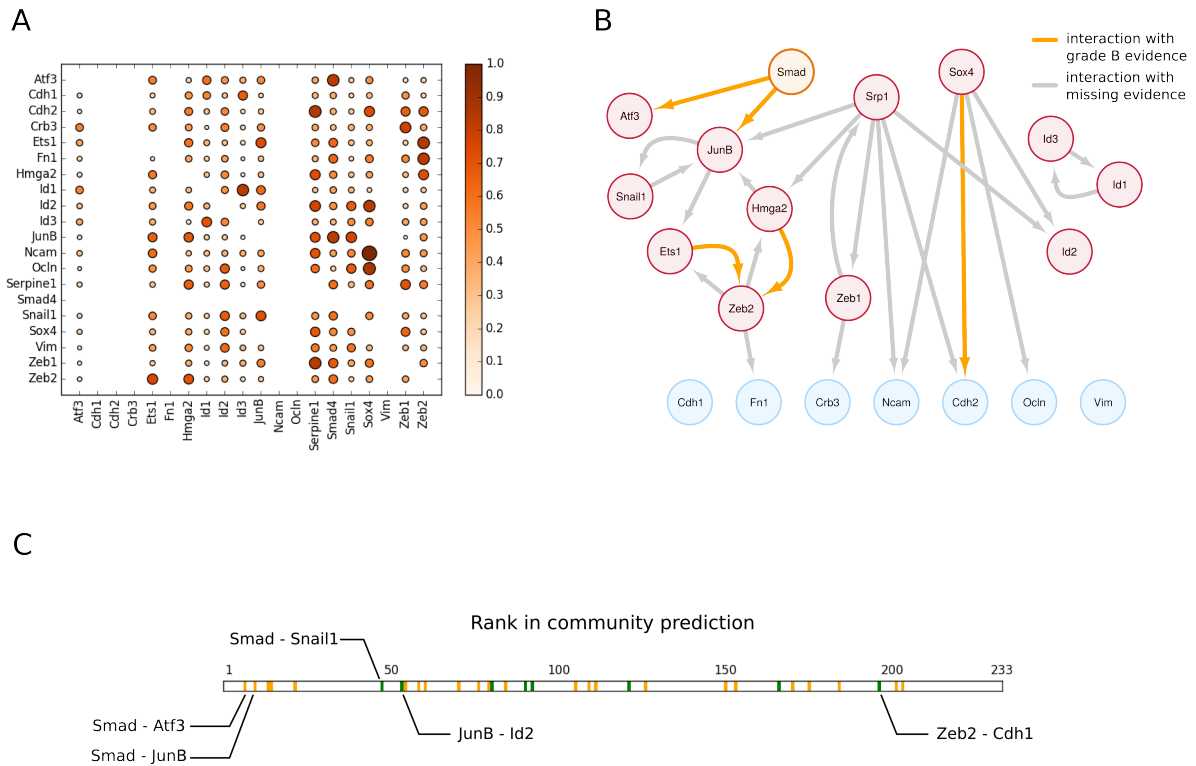 A
Atf3
Cdh1
Cdh2
Crb3
Ets1
Fn1
Hmga2
Id1
Id2
Id3
JunB
Ncam
Ocln
Serpine1
Smad4
Snail1
Sox4
Vim
Zeb1
Zeb2
Atf3
Cdh1
Cdh2
Crb3
Ets1
Fn1
Hmga2
Id1
Id2
Id3
JunB
Ncam
Ocln
Serpine1
Smad4
Snail1
Sox4
Vim
Zeb1
Zeb2
1.0
0.9
0.8
0.7
0.6
0.5
0.4
0.3
0.2
0.1
0.0
B
interaction with
grade B evidence
interaction with
missing evidence
Smad
Sox4
Srp1
Atf3
JunB
Id3
Id1
Snail1
Hmga2
Ets1
Id2
Zeb2
Zeb1
Cdh1
Fn1
Crb3
Ncam
Cdh2
Ocln
Vim
C
Rank in community prediction
Smad - Snail1
1
50
100
150
200
233
Smad - Atf3
Smad - JunB
JunB - Id2
Zeb2 - Cdh1